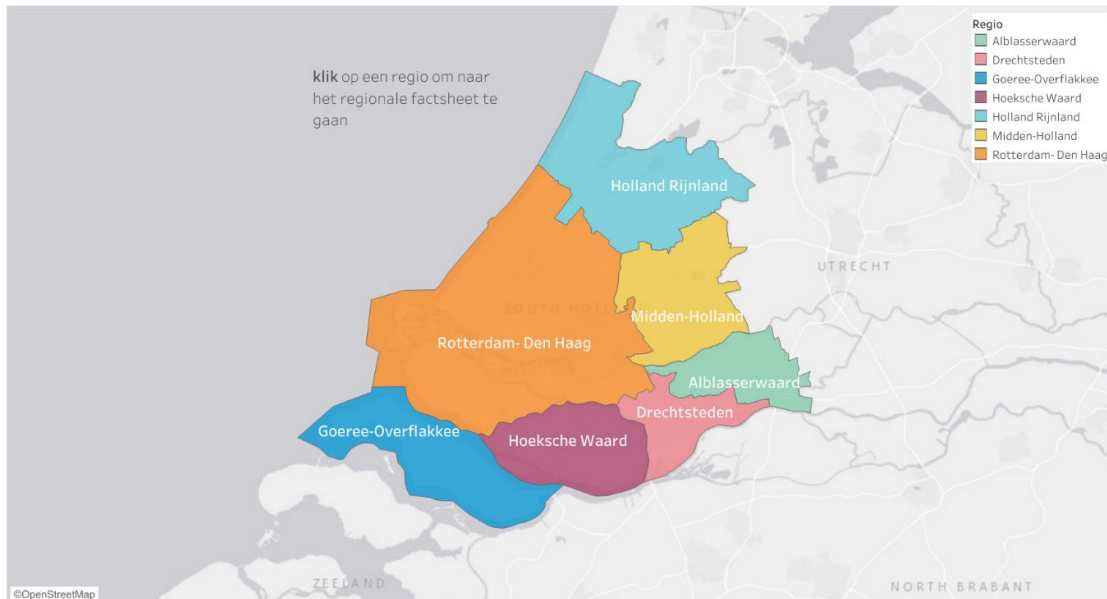 klik op een regio om naar
het regionale factsheet te
gaan
Regio
Alblasserwaard
Drechtsteden
Goeree-Overflakkee
Hoeksche Waard
Holland Rijnland
Midden-Holland
Rotterdam- Den Haag
Holland Rijnland
UTRECHT
SOUTH HOLLAND
Midden-Holland
Rotterdam- Den Haag
Alblasserwaard
Drechtsteden
Goeree-Overflakkee
Hoeksche Waard
ZEELAND
NORTH BRABANT
©OpenStreetMap